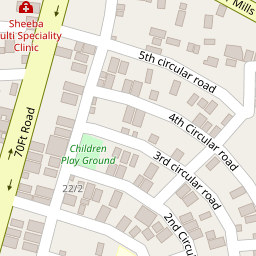 Mills
Sheeba
ulti Speciality
Clinic
5th circular road
4th Circular road
70Ft Road
Children
Play Ground
3rd circular road
22/2
2nd Circu